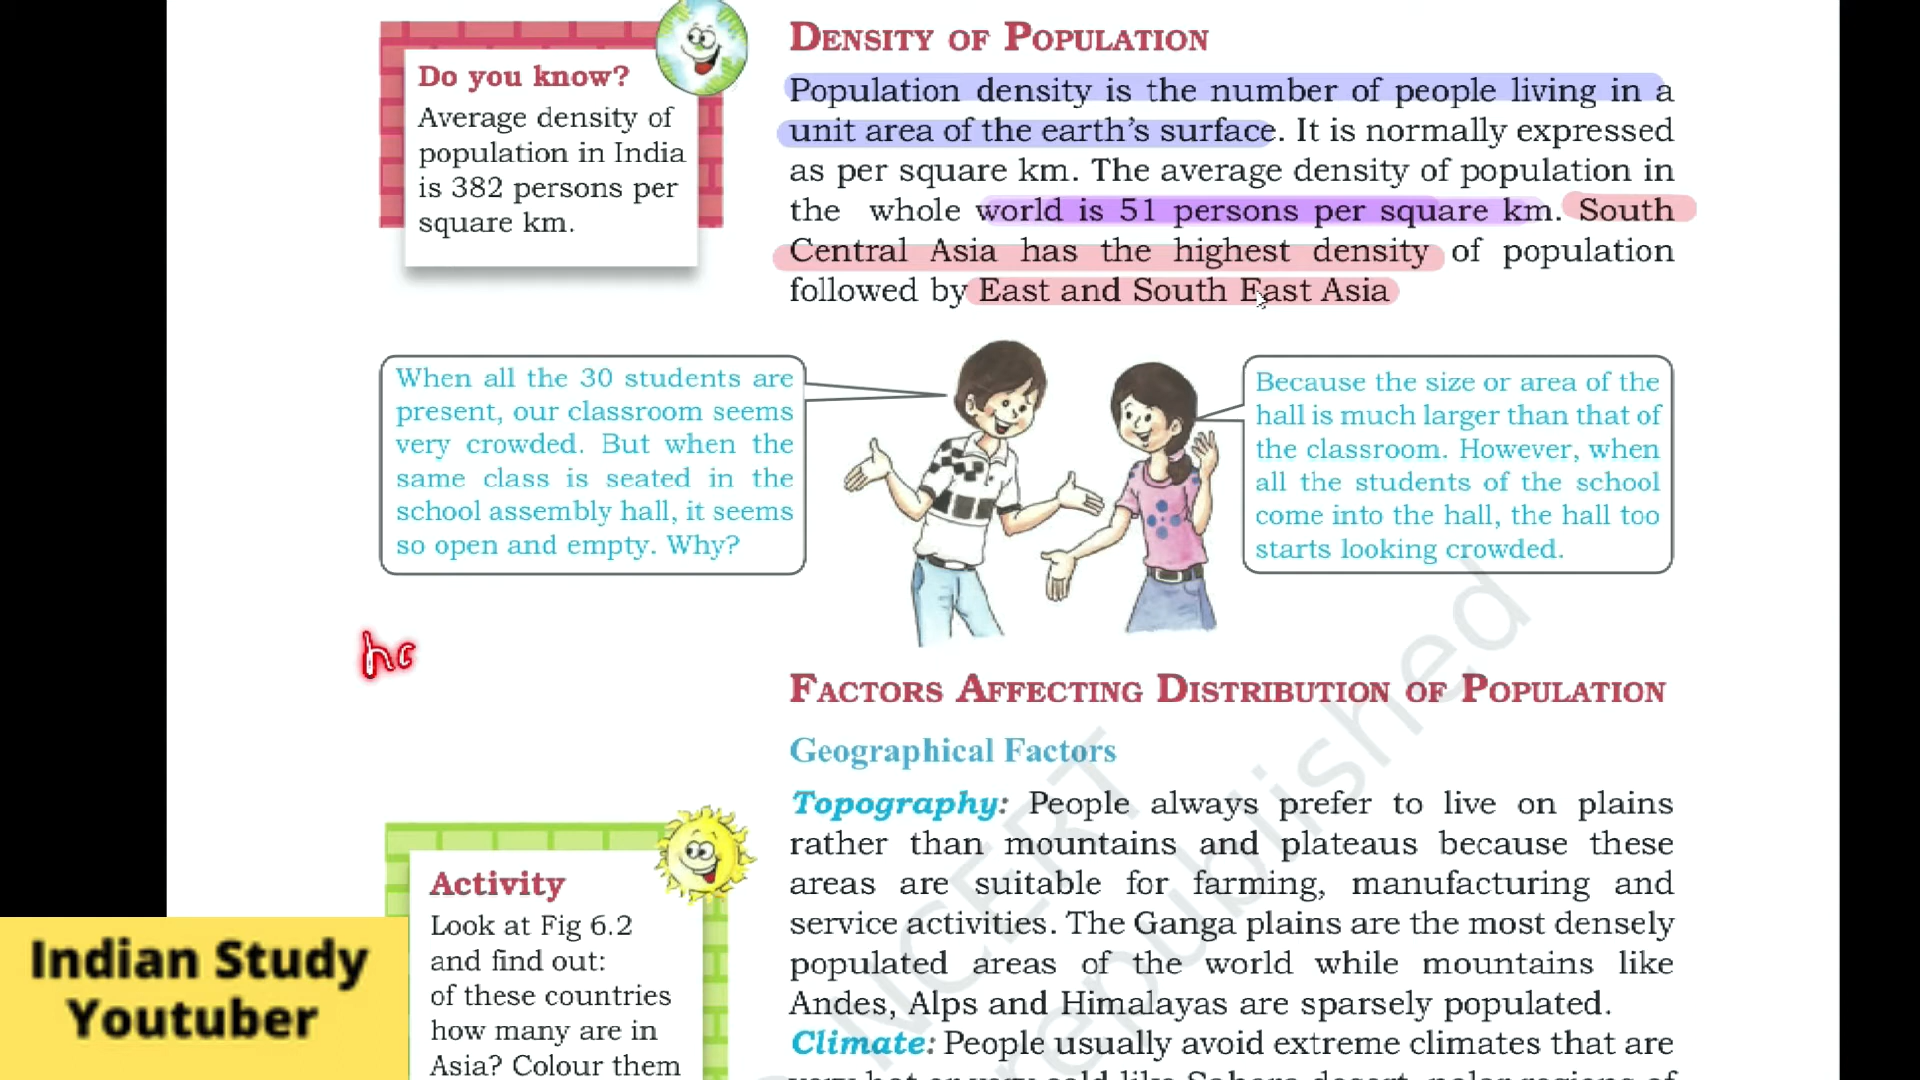 Do you know?
Average density of
population in India
is 382 persons per
square km.
DENSITY OF POPULATION
Population density is the number of people living in a
unit area of the earth's surface. It is normally expressed
as per square km. The average density of population in
the whole world is 51 persons per square km. South
Central Asia has the highest density of population
followed by East and South East Asia
When all the 30 students are
present, our classroom seems
very crowded. But when the
same class is seated in the
school assembly hall, it seems
so open and empty. Why?
Because the size or area of the
hall is much larger than that of
the classroom. However, when
all the students of the school
come into the hall, the hall too
starts looking crowded.
FACTORS AFFECTING DISTRIBUTION OF POPULATION
Geographical Factors
Topography: People always prefer to live on plains
rather than mountains and plateaus because these
areas are suitable for farming, manufacturing and
service activities. The Ganga plains are the most densely
populated areas of the world while mountains like
Andes, Alps and Himalayas are sparsely populated.
Climate: People usually avoid extreme climates that are
Activity
Look at Fig 6.2
and find out:
of these countries
how many are in
Asia? Colour them
Indian Study
Youtuber
NCERT
republished